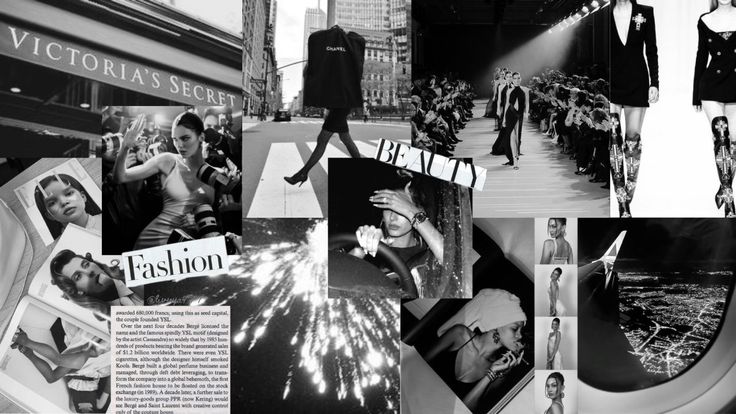 VICTORIA'S SECRET
CHANEL
BEAUTY
Fashion
awarded 680,000 francs; using this as seed capital,
the couple founded YSL.
Over the next four decades Bergé licensed the
name and the famous spindly YSL motif (designed
by the artist Cassandre) so widely that by 1985 hun-
dreds of products bearing the brand generated sales
of $1.2 billion worldwide. There were even YSL
cigarettes, although the designer himself smoked
Kools. Bergé built a global perfume business and
managed, through deft debt leveraging, to trans-
form the company into a global behemoth, the first
French fashion house to be floated on the stock
exchange (in 1989). A decade later, a further sale to
the luxury-goods group PPR (now Kering) would
see Bergé and Saint Laurent with creative control
only of the couture house